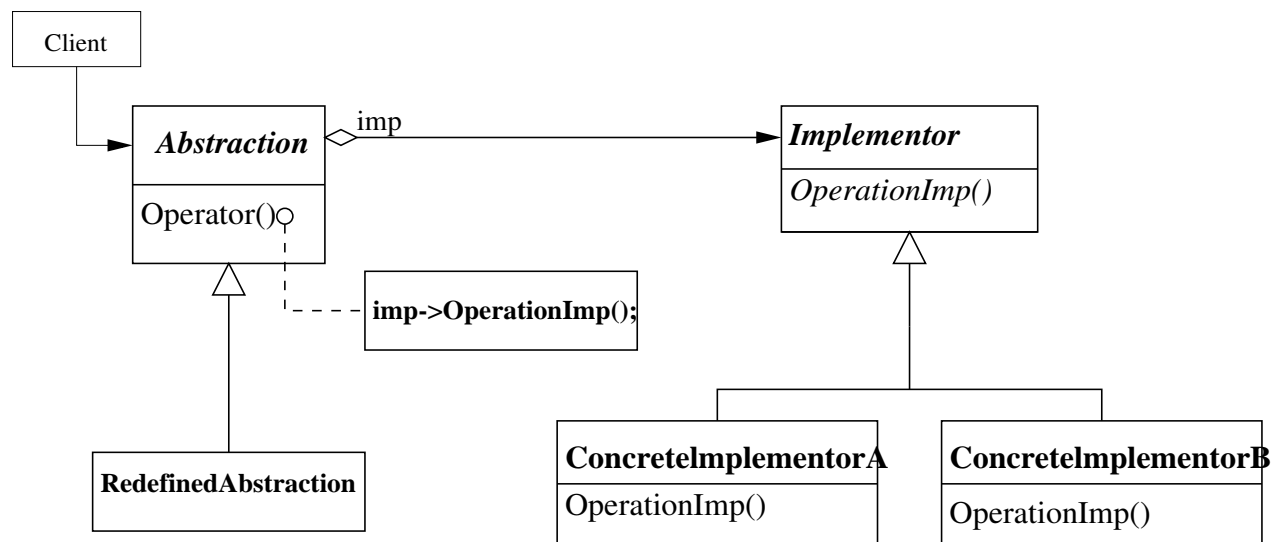 Client
imp
Abstraction
Implementor
OperationImp()
Operator()
imp->OperationImp();
ConcreteImplementorA
ConcreteImplementorB
RedefinedAbstraction
OperationImp()
OperationImp()